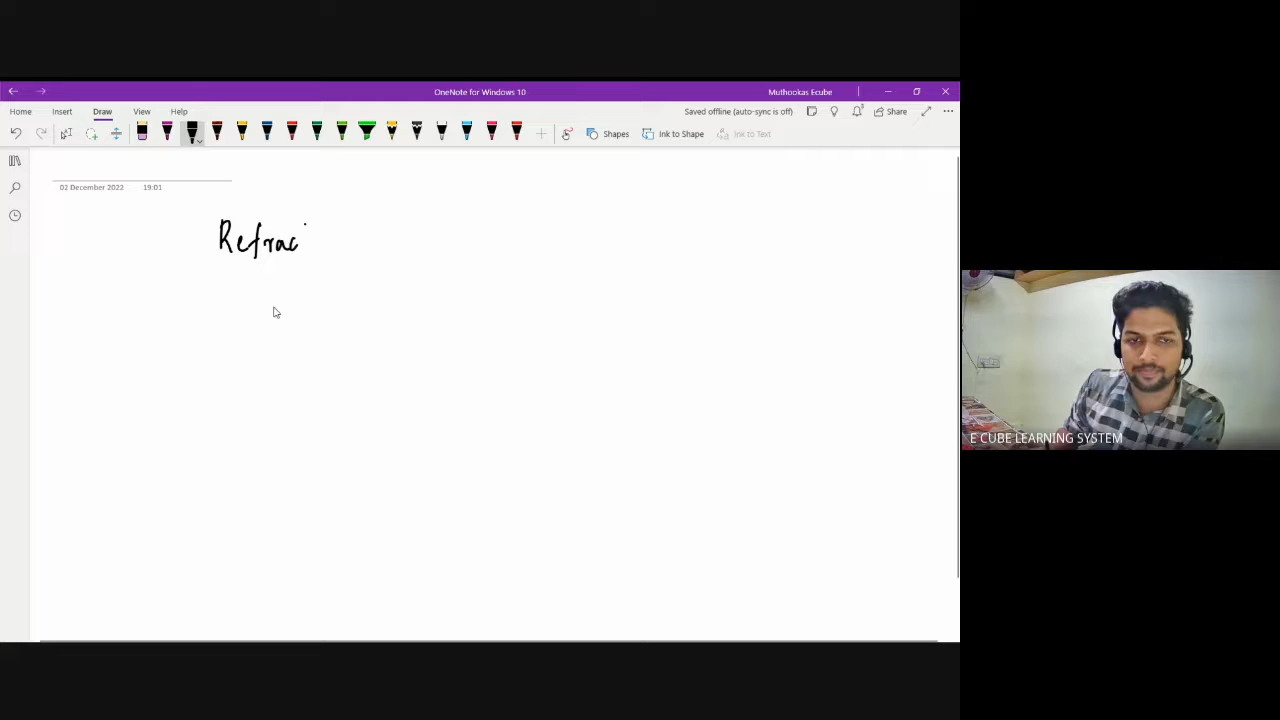 OneNote for Windows 10
Muthookas Ecube
Home Insert Draw View Help
Saved offline (auto-sync is off)
Share
Shapes
Ink to Shape
Ink to Text
02 December 2022 19:01
Refrac
E CUBE LEARNING SYSTEM